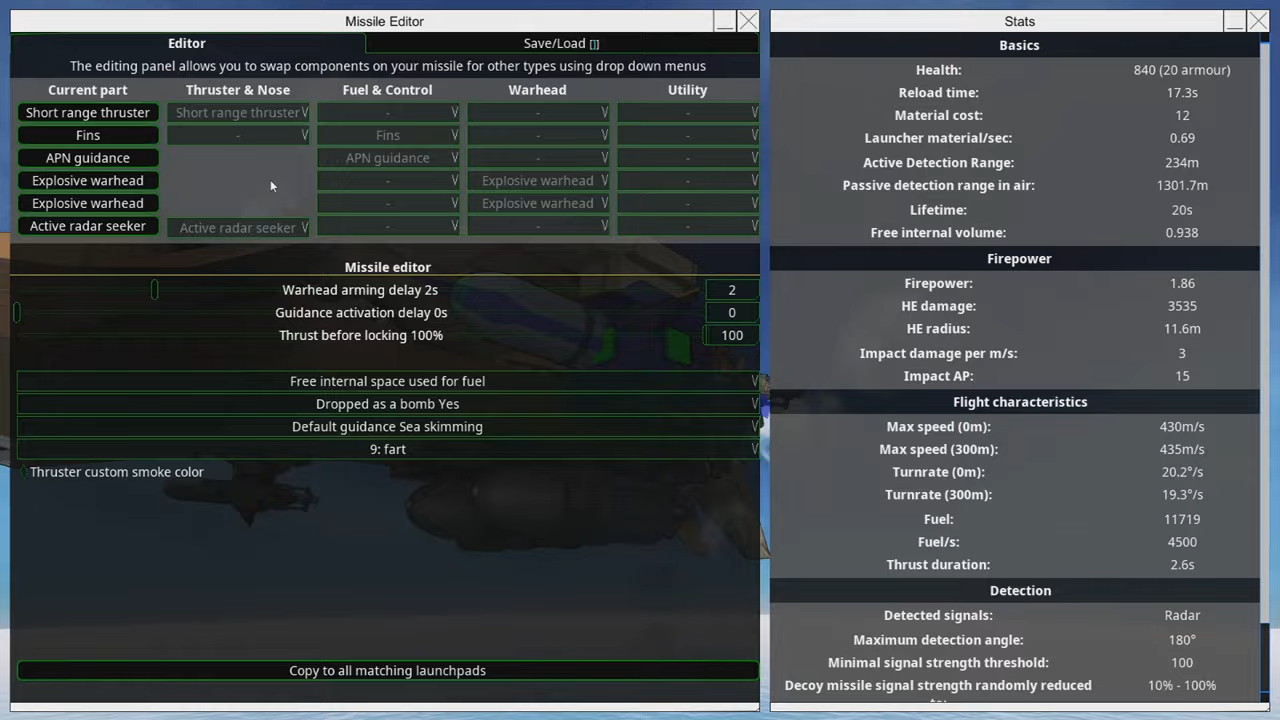 Missile Editor
Editor
Save/Load []]
The editing panel allows you to swap components on your missile for other types using drop down menus
Current part Thruster & Nose Fuel & Control Warhead Utility
Short range thruster Short range thruster V - V - V - V
Fins - V Fins - V - V
APN guidance APN guidance V - V - V
Explosive warhead - V Explosive warhead V - V
Explosive warhead - V Explosive warhead V - V
Active radar seeker Active radar seeker V - V - V - V
Missile editor
Warhead arming delay 2s 2
Guidance activation delay 0s 0
Thrust before locking 100% 100
Free internal space used for fuel V
Dropped as a bomb Yes V
Default guidance Sea skimming V
9: fart V
Thruster custom smoke color
Copy to all matching launchpads
Stats
Basics
Health: 840 (20 armour)
Reload time: 17.3s
Material cost: 12
Launcher material/sec: 0.69
Active Detection Range: 234m
Passive detection range in air: 1301.7m
Lifetime: 20s
Free internal volume: 0.938
Firepower
Firepower: 1.86
HE damage: 3535
HE radius: 11.6m
Impact damage per m/s: 3
Impact AP: 15
Flight characteristics
Max speed (0m): 430m/s
Max speed (300m): 435m/s
Turnrate (0m): 20.2°/s
Turnrate (300m): 19.3°/s
Fuel: 11719
Fuel/s: 4500
Thrust duration: 2.6s
Detection
Detected signals: Radar
Maximum detection angle: 180°
Minimal signal strength threshold: 100
Decoy missile signal strength randomly reduced 10% - 100%